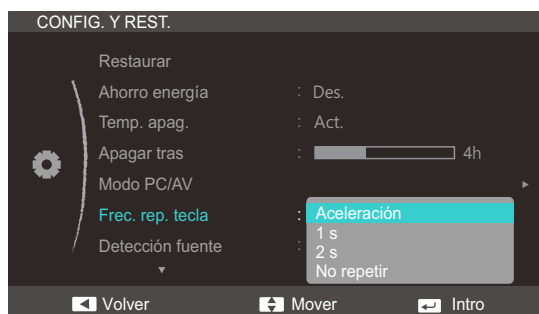 CONFIG. Y REST.
Restaurar
Ahorro energía : Des.
Temp. apag. : Act.
Apagar tras : 4h
Modo PC/AV
Frec. rep. tecla : Aceleración
1 s
2 s
No repetir
Detección fuente :
Volver Mover Intro